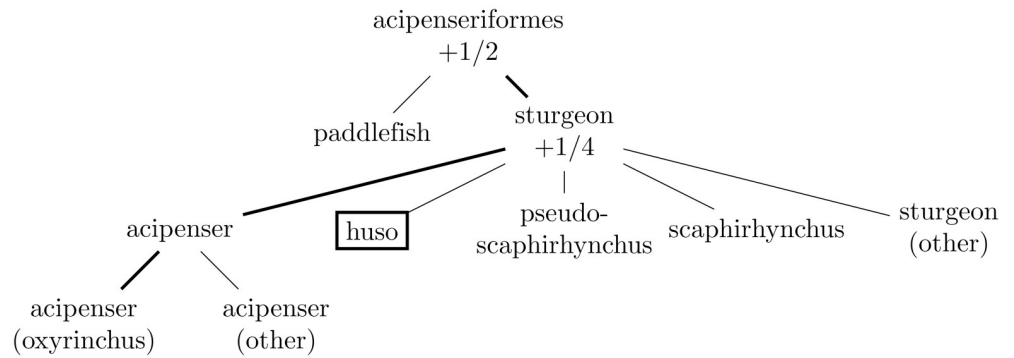 acipenseriformes
+1/2
paddlefish
sturgeon
+1/4
acipenser
huso
pseudo-
scaphirhynchus
scaphirhynchus
sturgeon
(other)
acipenser
(oxyrinchus)
acipenser
(other)